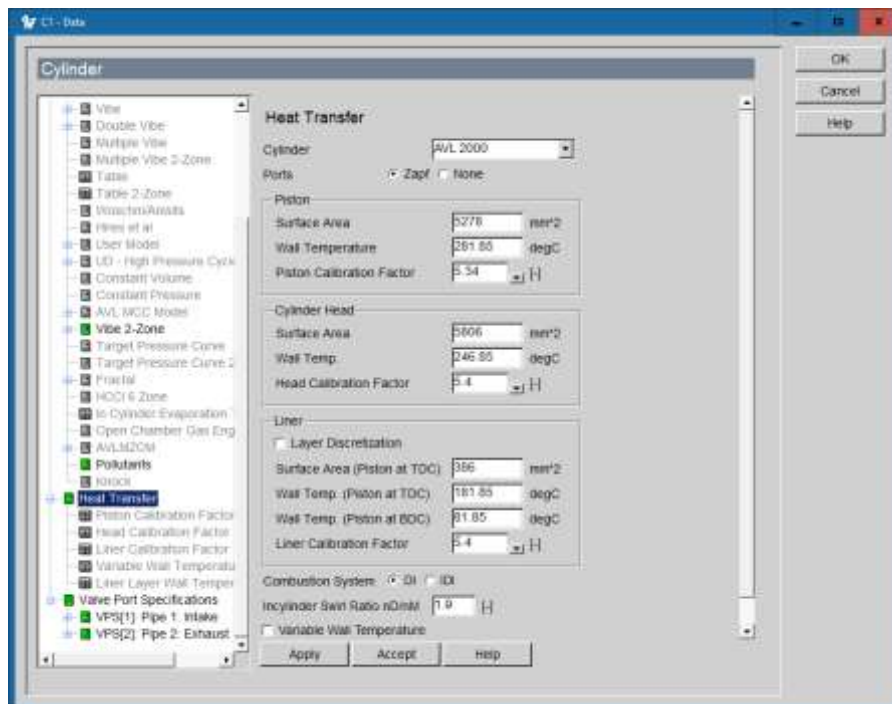 C1 - Data
OK
Cancel
Help
Cylinder
Vibe
Double Vibe
Multiple Vibe
Multiple Vibe 2-Zone
Table
Table 2-Zone
Woschni/Anisits
Hires et al
User Model
UD - High Pressure Cycle
Constant Volume
Constant Pressure
AVL MCC Model
Vibe 2-Zone
Target Pressure Curve
Target Pressure Curve 2
Fractal
HCCI 6 Zone
In Cylinder Evaporation
Open Chamber Gas Eng
AVLMZCM
Pollutants
Knock
Heat Transfer
Piston Calibration Factor
Head Calibration Factor
Liner Calibration Factor
Variable Wall Temperatu
Liner Layer Wall Temper
Valve Port Specifications
VPS[1]: Pipe 1: Intake
VPS[2]: Pipe 2: Exhaust
Heat Transfer
Cylinder AVL 2000
Ports Zapf None
Piston
Surface Area 5278 mm^2
Wall Temperature 281.85 degC
Piston Calibration Factor 5.34 [-]
Cylinder Head
Surface Area 5806 mm^2
Wall Temp. 246.85 degC
Head Calibration Factor 5.4 [-]
Liner
Layer Discretization
Surface Area (Piston at TDC) 386 mm^2
Wall Temp. (Piston at TDC) 181.85 degC
Wall Temp. (Piston at BDC) 81.85 degC
Liner Calibration Factor 5.4 [-]
Combustion System DI IDI
Incylinder Swirl Ratio nD/nM 1.9 [-]
Variable Wall Temperature
Apply Accept Help